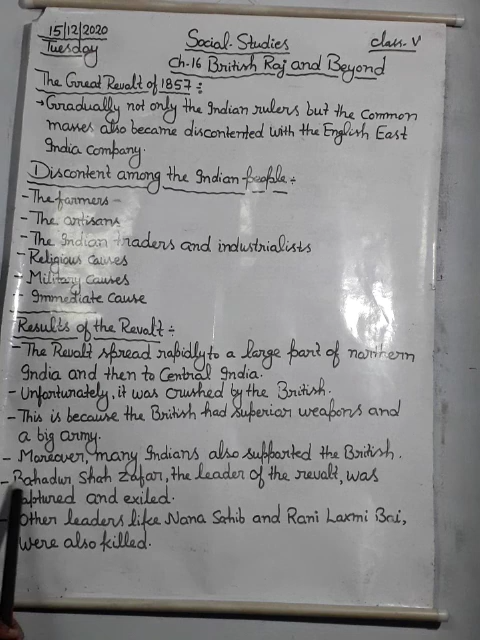 15/12/2020
Tuesday
Social Studies
class- V
Ch.16 British Raj and Beyond
The Great Revolt of 1857:-
→ Gradually not only the Indian rulers but the common
masses also became discontented with the English East
India company.
Discontent among the Indian people:-
- The farmers -
- The artisans
- The Indian traders and industrialists
- Religious causes
- Military causes
- Immediate cause
Results of the Revolt:-
- The Revolt spread rapidly to a large part of northern
India and then to Central India.
- Unfortunately, it was crushed by the British.
- This is because the British had superior weapons and
a big army.
- Moreover, many Indians also supported the British.
- Bahadur Shah Zafar, the leader of the revolt, was
captured and exiled.
- Other leaders like Nana Sahib and Rani Laxmi Bai,
were also killed.